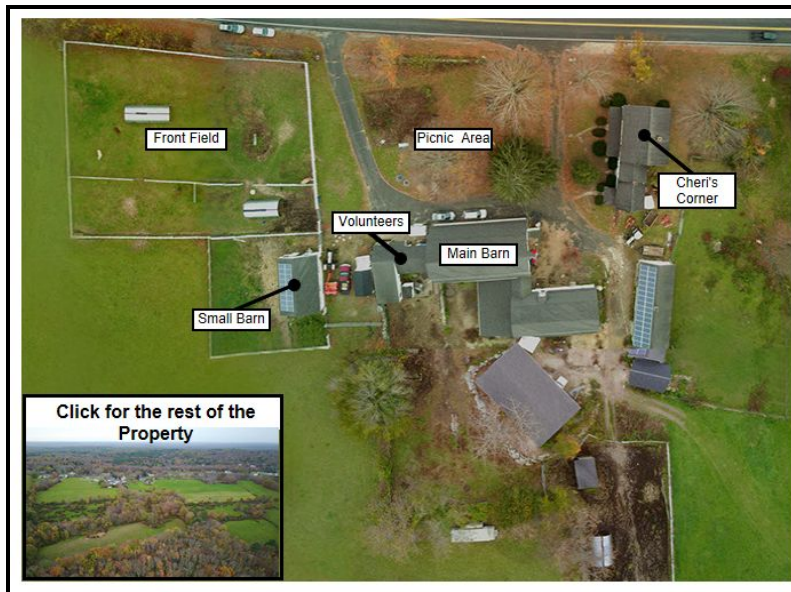 Front Field
Picnic Area
Cheri's
Corner
Volunteers
Main Barn
Small Barn
Click for the rest of the
Property